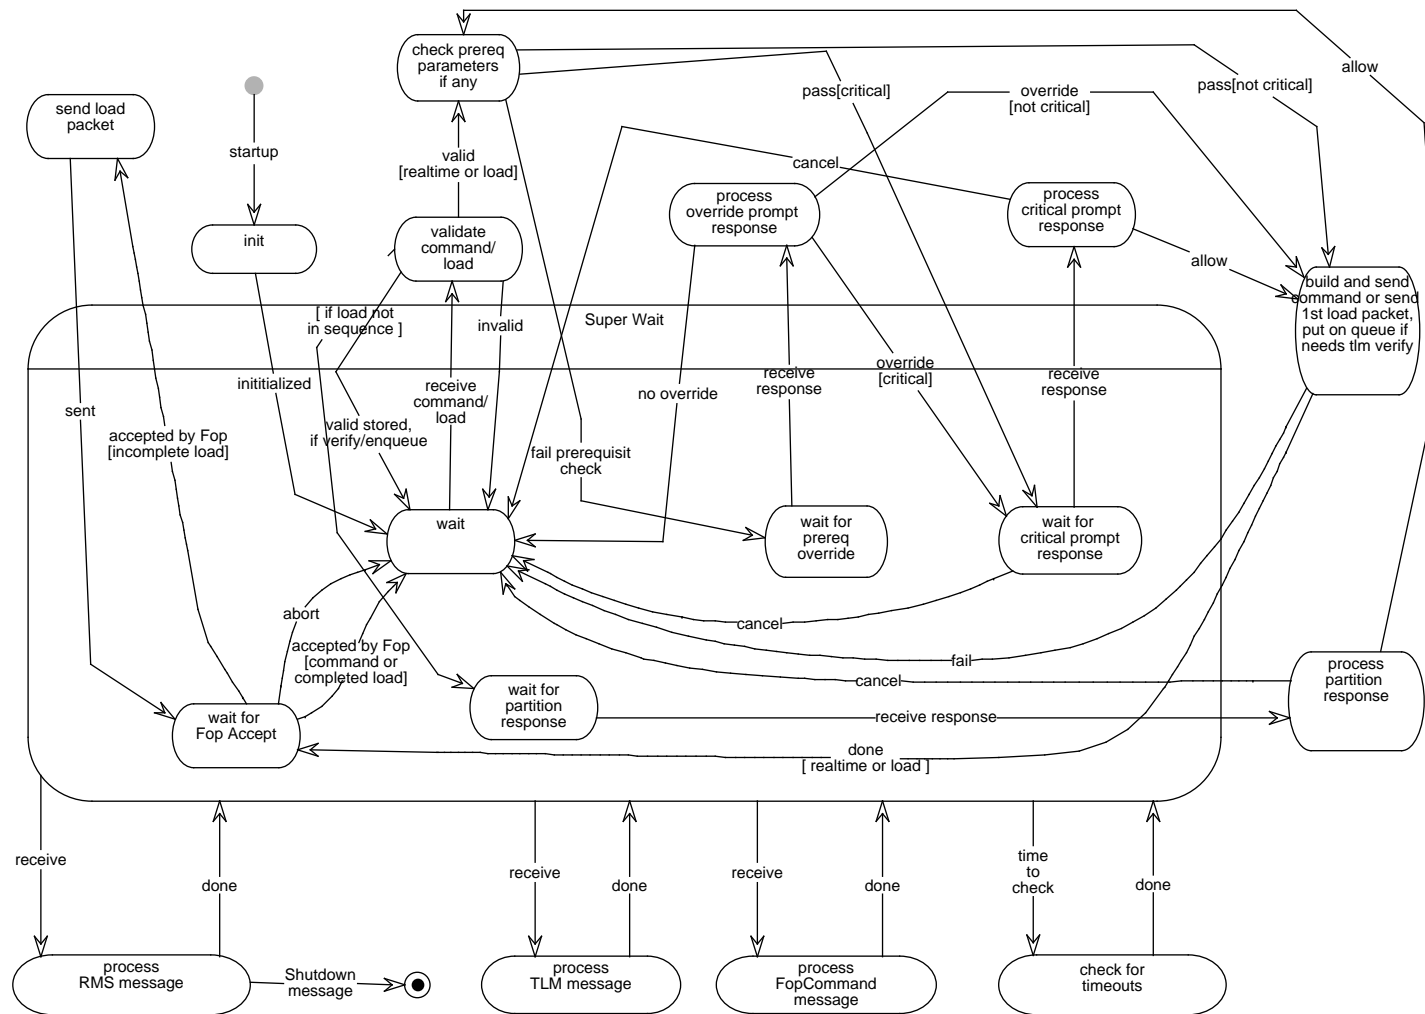 check prereq
parameters
if any
allow
send load
packet
pass[critical]
override
[not critical]
pass[not critical]
startup
valid
[realtime or load]
cancel
process
override prompt
response
process
critical prompt
response
init
validate
command/
load
allow
build and send
command or send
1st load packet,
put on queue if
needs tlm verify
[ if load not
in sequence ]
invalid
Super Wait
inititialized
receive
command/
load
receive
response
override
[critical]
receive
response
no override
sent
accepted by Fop
[incomplete load]
valid stored,
if verify/enqueue
fail prerequisit
check
wait
wait for
prereq
override
wait for
critical prompt
response
abort
cancel
accepted by Fop
[command or
completed load]
fail
cancel
process
partition
response
wait for
partition
response
wait for
Fop Accept
receive response
done
[ realtime or load ]
receive
done
receive
done
receive
done
time
to
check
done
process
RMS message
Shutdown
message
process
TLM message
process
FopCommand
message
check for
timeouts